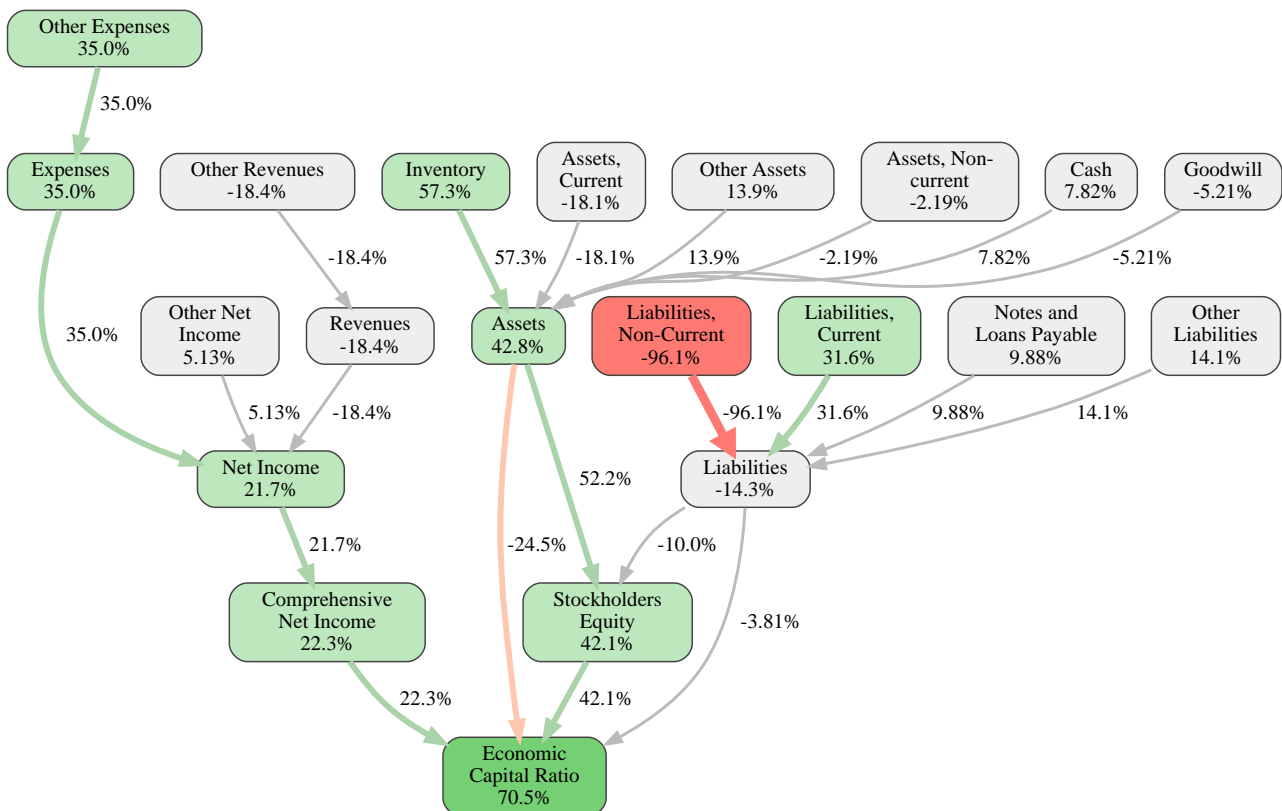 Other Expenses
35.0%
35.0%
Expenses
35.0%
Other Revenues
-18.4%
Inventory
57.3%
Assets,
Current
-18.1%
Other Assets
13.9%
Assets, Non-
current
-2.19%
Cash
7.82%
Goodwill
-5.21%
-18.4%
57.3%
-18.1%
13.9%
-2.19%
7.82%
-5.21%
35.0%
Other Net
Income
5.13%
Revenues
-18.4%
Assets
42.8%
Liabilities,
Non-Current
-96.1%
Liabilities,
Current
31.6%
Notes and
Loans Payable
9.88%
Other
Liabilities
14.1%
5.13%
-18.4%
-96.1%
31.6%
9.88%
14.1%
Net Income
21.7%
52.2%
Liabilities
-14.3%
21.7%
-24.5%
-10.0%
Comprehensive
Net Income
22.3%
Stockholders
Equity
42.1%
-3.81%
22.3%
42.1%
Economic
Capital Ratio
70.5%